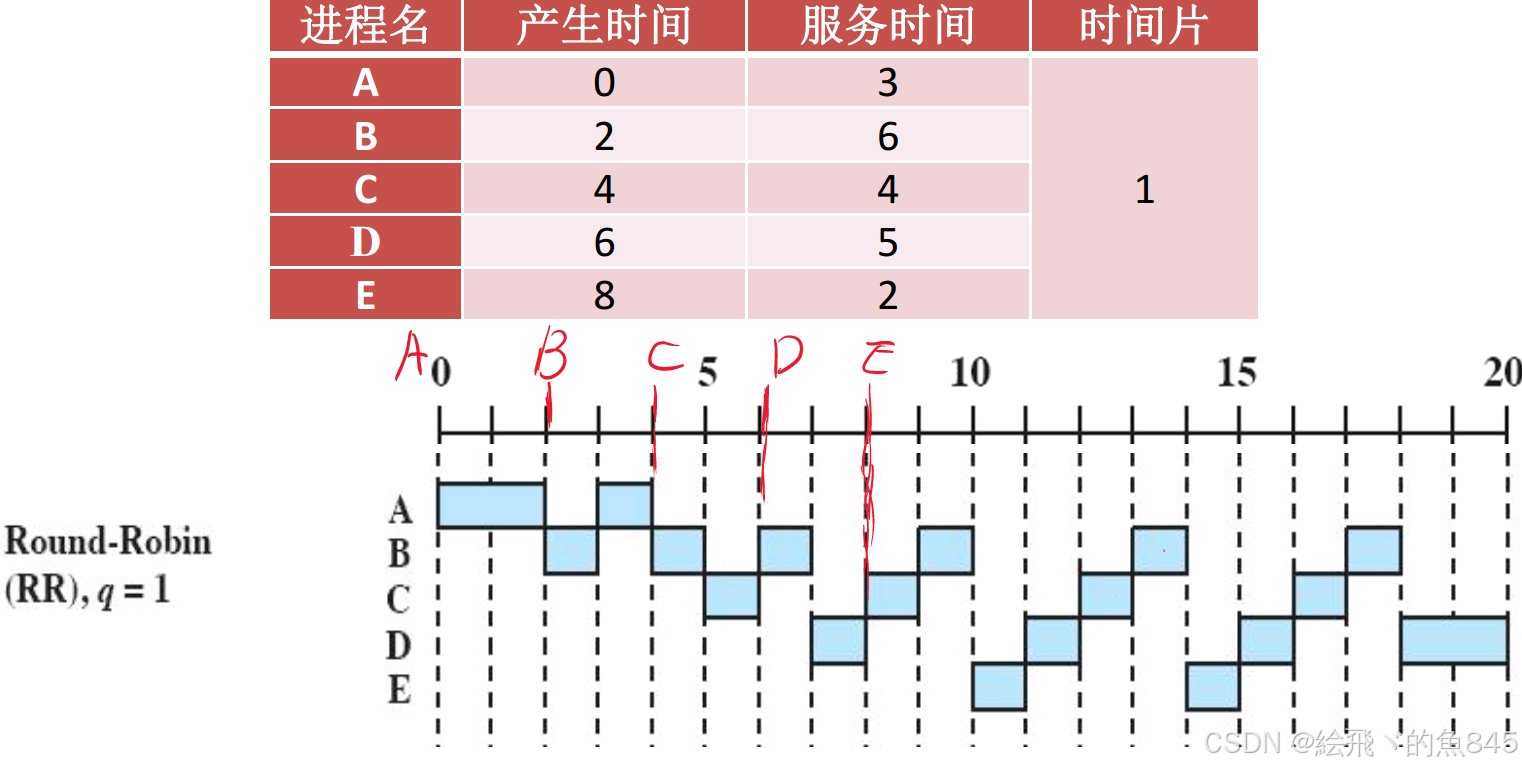 进程名 产生时间 服务时间 时间片
A 0 3
B 2 6
C 4 4 1
D 6 5
E 8 2
A 0 B C 5 D E 10 15 20
A
Round-Robin B
(RR), q = 1 C
D
E
CSDN @絵飛ヾ的魚845